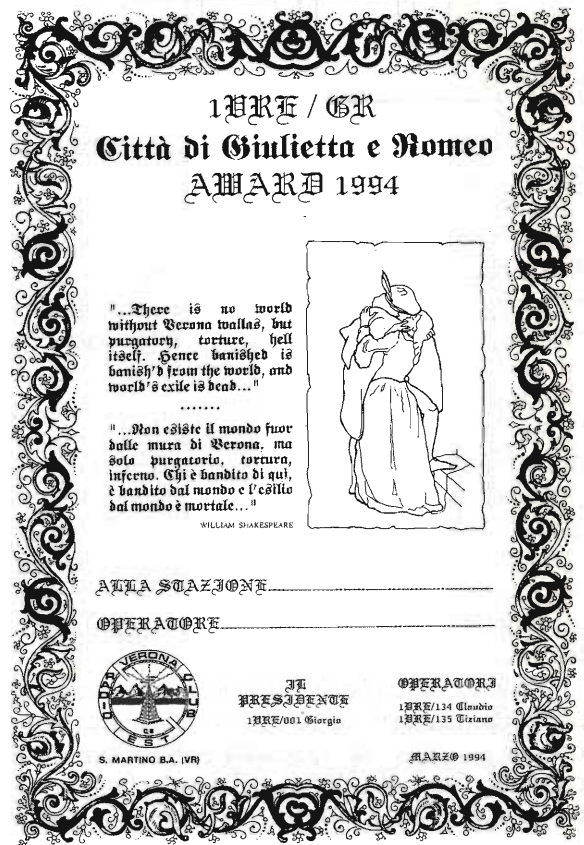 1VRE / GR
Città di Giulietta e Romeo
AWARD 1994
"...There is no world
without Verona wallas, but
purgatory, torture, hell
itself. Hence banished is
banish'd from the world, and
world's exile is dead..."
.......
"...Non esiste il mondo fuor
dalle mura di Verona, ma
solo purgatorio, tortura,
inferno. Chi è bandito di qui,
è bandito dal mondo e l'esilio
dal mondo è mortale..."
WILLIAM SHAKESPEARE
ALLA STAZIONE
OPERATORE
RADIO CLUB
VERONA
CB
EST
S. MARTINO B.A. (VR)
IL
PRESIDENTE
1VRE/001 Giorgio
OPERATORI
1VRE/134 Claudio
1VRE/135 Tiziano
MARZO 1994